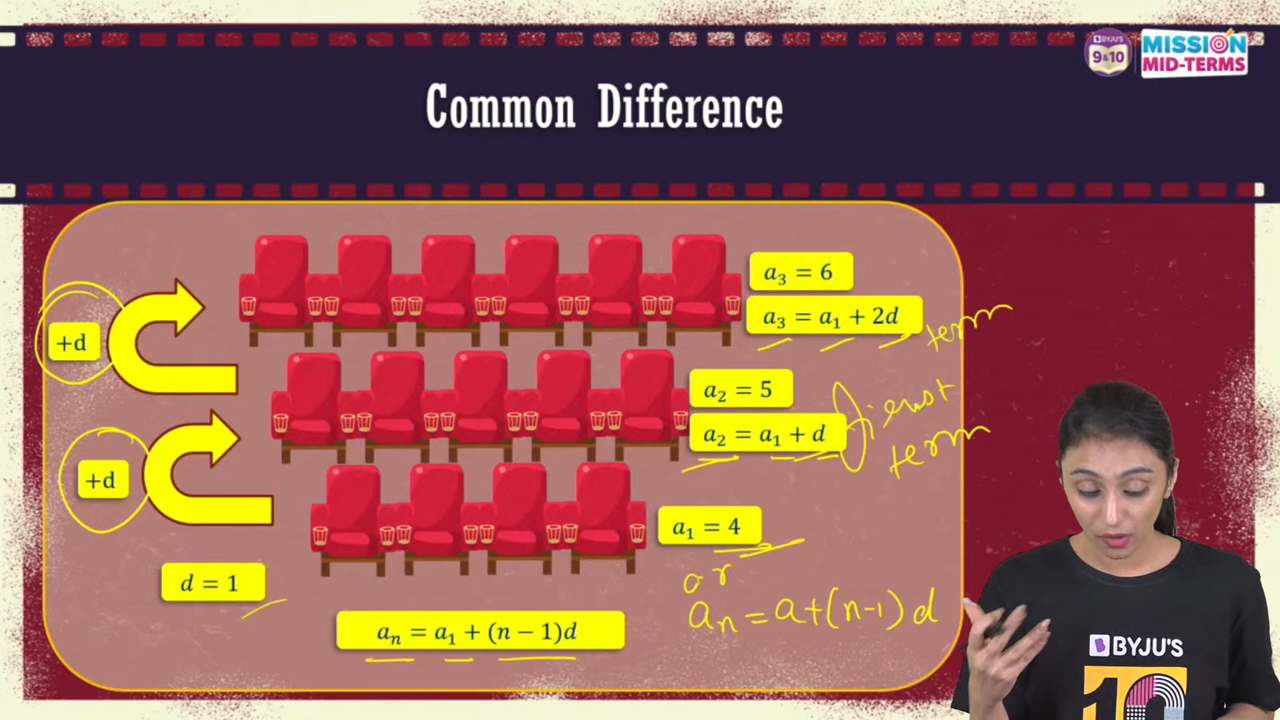 BYJU'S
9&10
MISSION
MID-TERMS
Common Difference
a₃ = 6
+d
a₃ = a₁ + 2d
term
a₂ = 5
a₂ = a₁ + d
first
term
+d
a₁ = 4
d = 1
or
aₙ = a+(n-1)d
aₙ = a₁ + (n − 1)d
BYJU'S
10